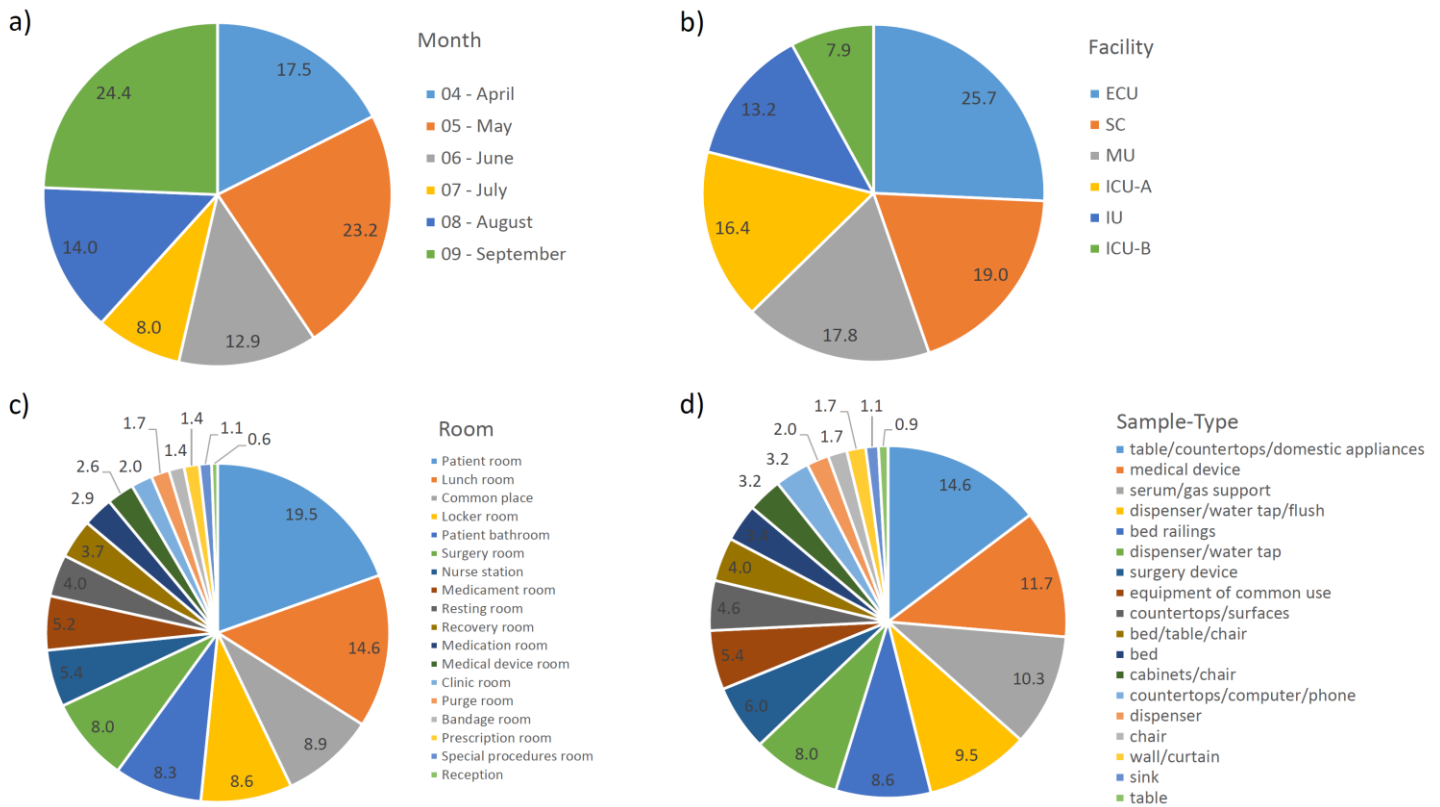 a)
Month
04 - April
05 - May
06 - June
07 - July
08 - August
09 - September
17.5
23.2
12.9
8.0
14.0
24.4
b)
Facility
ECU
SC
MU
ICU-A
IU
ICU-B
25.7
19.0
17.8
16.4
13.2
7.9
c)
Room
Patient room
Lunch room
Common place
Locker room
Patient bathroom
Surgery room
Nurse station
Medicament room
Resting room
Recovery room
Medication room
Medical device room
Clinic room
Purge room
Bandage room
Prescription room
Special procedures room
Reception
19.5
14.6
8.9
8.6
8.3
8.0
5.4
5.2
4.0
3.7
2.9
2.6
2.0
1.7
1.4
1.4
1.1
0.6
d)
Sample-Type
table/countertops/domestic appliances
medical device
serum/gas support
dispenser/water tap/flush
bed railings
dispenser/water tap
surgery device
equipment of common use
countertops/surfaces
bed/table/chair
bed
cabinets/chair
countertops/computer/phone
dispenser
chair
wall/curtain
sink
table
14.6
11.7
10.3
9.5
8.6
8.0
6.0
5.4
4.6
4.0
3.2
3.2
2.0
1.7
1.7
1.1
0.9